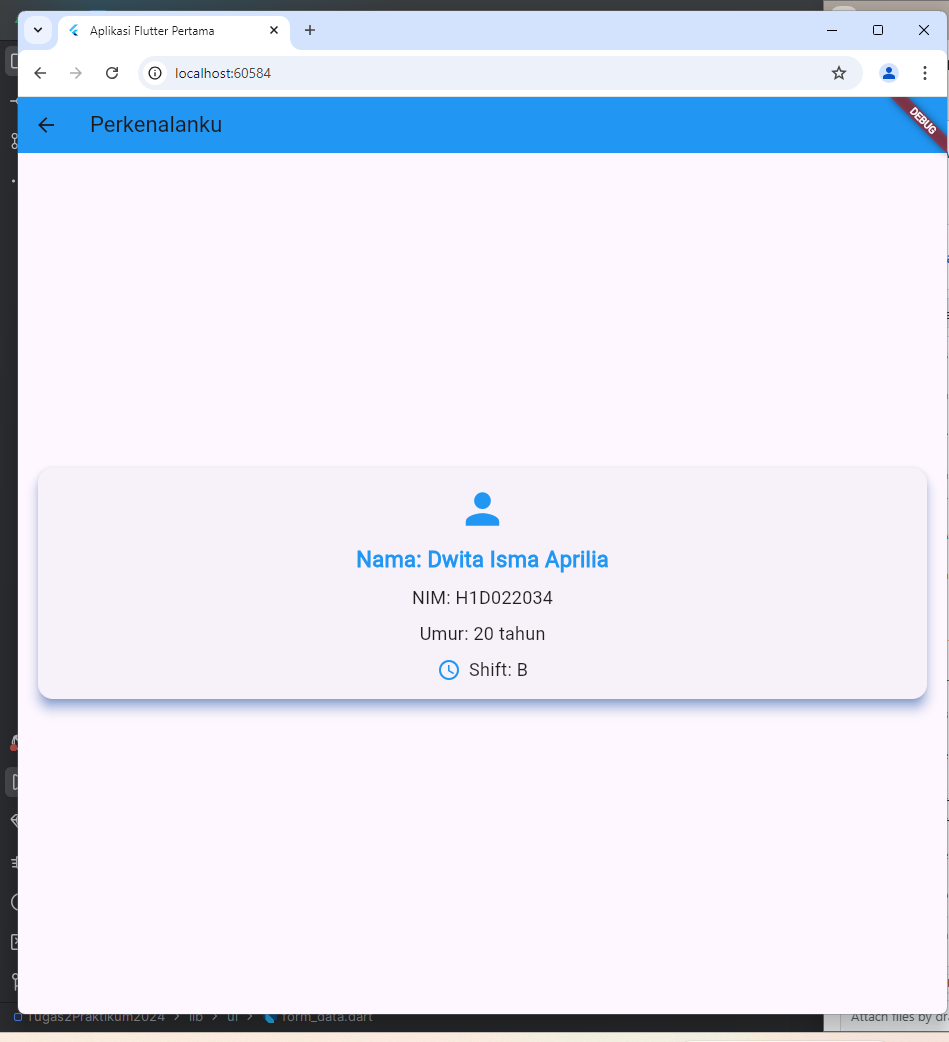 Aplikasi Flutter Pertama
localhost:60584
Perkenalanku
DEBUG
Nama: Dwita Isma Aprilia
NIM: H1D022034
Umur: 20 tahun
Shift: B
Tugas2Praktikum2024 > lib > ui > form_data.dart
Attach files by